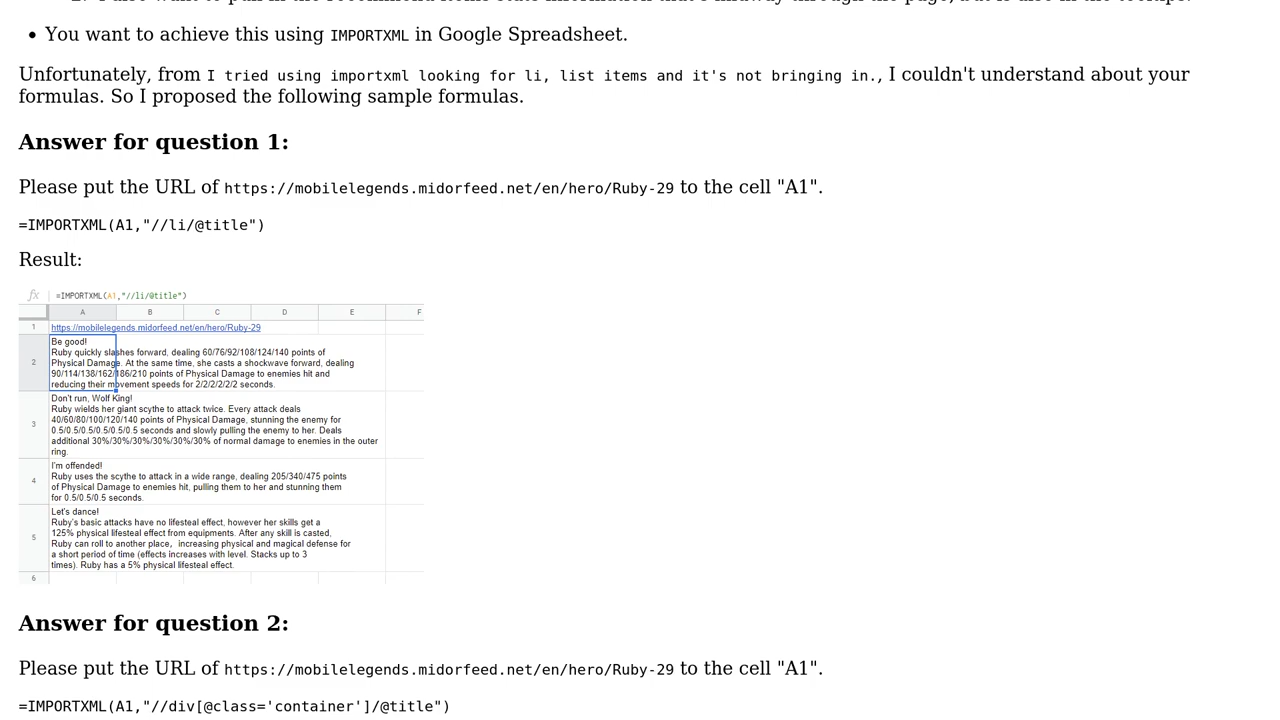 You want to achieve this using IMPORTXML in Google Spreadsheet.
Unfortunately, from I tried using importxml looking for li, list items and it's not bringing in., I couldn't understand about your
formulas. So I proposed the following sample formulas.
Answer for question 1:
Please put the URL of https://mobilelegends.midorfeed.net/en/hero/Ruby-29 to the cell "A1".
=IMPORTXML(A1,"//li/@title")
Result:
fx =IMPORTXML(A1,"//li/@title")
A B C D E F
1 https://mobilelegends.midorfeed.net/en/hero/Ruby-29
Be good!
Ruby quickly slashes forward, dealing 60/76/92/108/124/140 points of
2 Physical Damage. At the same time, she casts a shockwave forward, dealing
90/114/138/162/186/210 points of Physical Damage to enemies hit and
reducing their movement speeds for 2/2/2/2/2/2 seconds.
Don't run, Wolf King!
Ruby wields her giant scythe to attack twice. Every attack deals
40/60/80/100/120/140 points of Physical Damage, stunning the enemy for
3 0.5/0.5/0.5/0.5/0.5/0.5 seconds and slowly pulling the enemy to her. Deals
additional 30%/30%/30%/30%/30%/30% of normal damage to enemies in the outer
ring.
I'm offended!
Ruby uses the scythe to attack in a wide range, dealing 205/340/475 points
4 of Physical Damage to enemies hit, pulling them to her and stunning them
for 0.5/0.5/0.5 seconds.
Let's dance!
Ruby's basic attacks have no lifesteal effect, however her skills get a
125% physical lifesteal effect from equipments. After any skill is casted,
5 Ruby can roll to another place, increasing physical and magical defense for
a short period of time (effects increases with level. Stacks up to 3
times). Ruby has a 5% physical lifesteal effect.
6
Answer for question 2:
Please put the URL of https://mobilelegends.midorfeed.net/en/hero/Ruby-29 to the cell "A1".
=IMPORTXML(A1,"//div[@class='container']/@title")